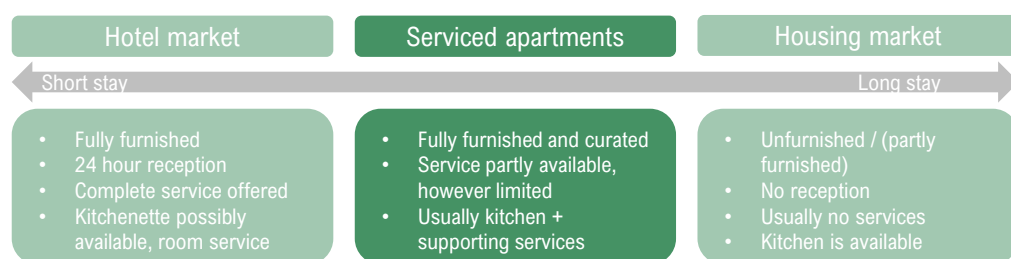 Hotel market
Serviced apartments
Housing market
Short stay
Long stay
• Fully furnished
• 24 hour reception
• Complete service offered
• Kitchenette possibly
available, room service
• Fully furnished and curated
• Service partly available,
however limited
• Usually kitchen +
supporting services
• Unfurnished / (partly
furnished)
• No reception
• Usually no services
• Kitchen is available